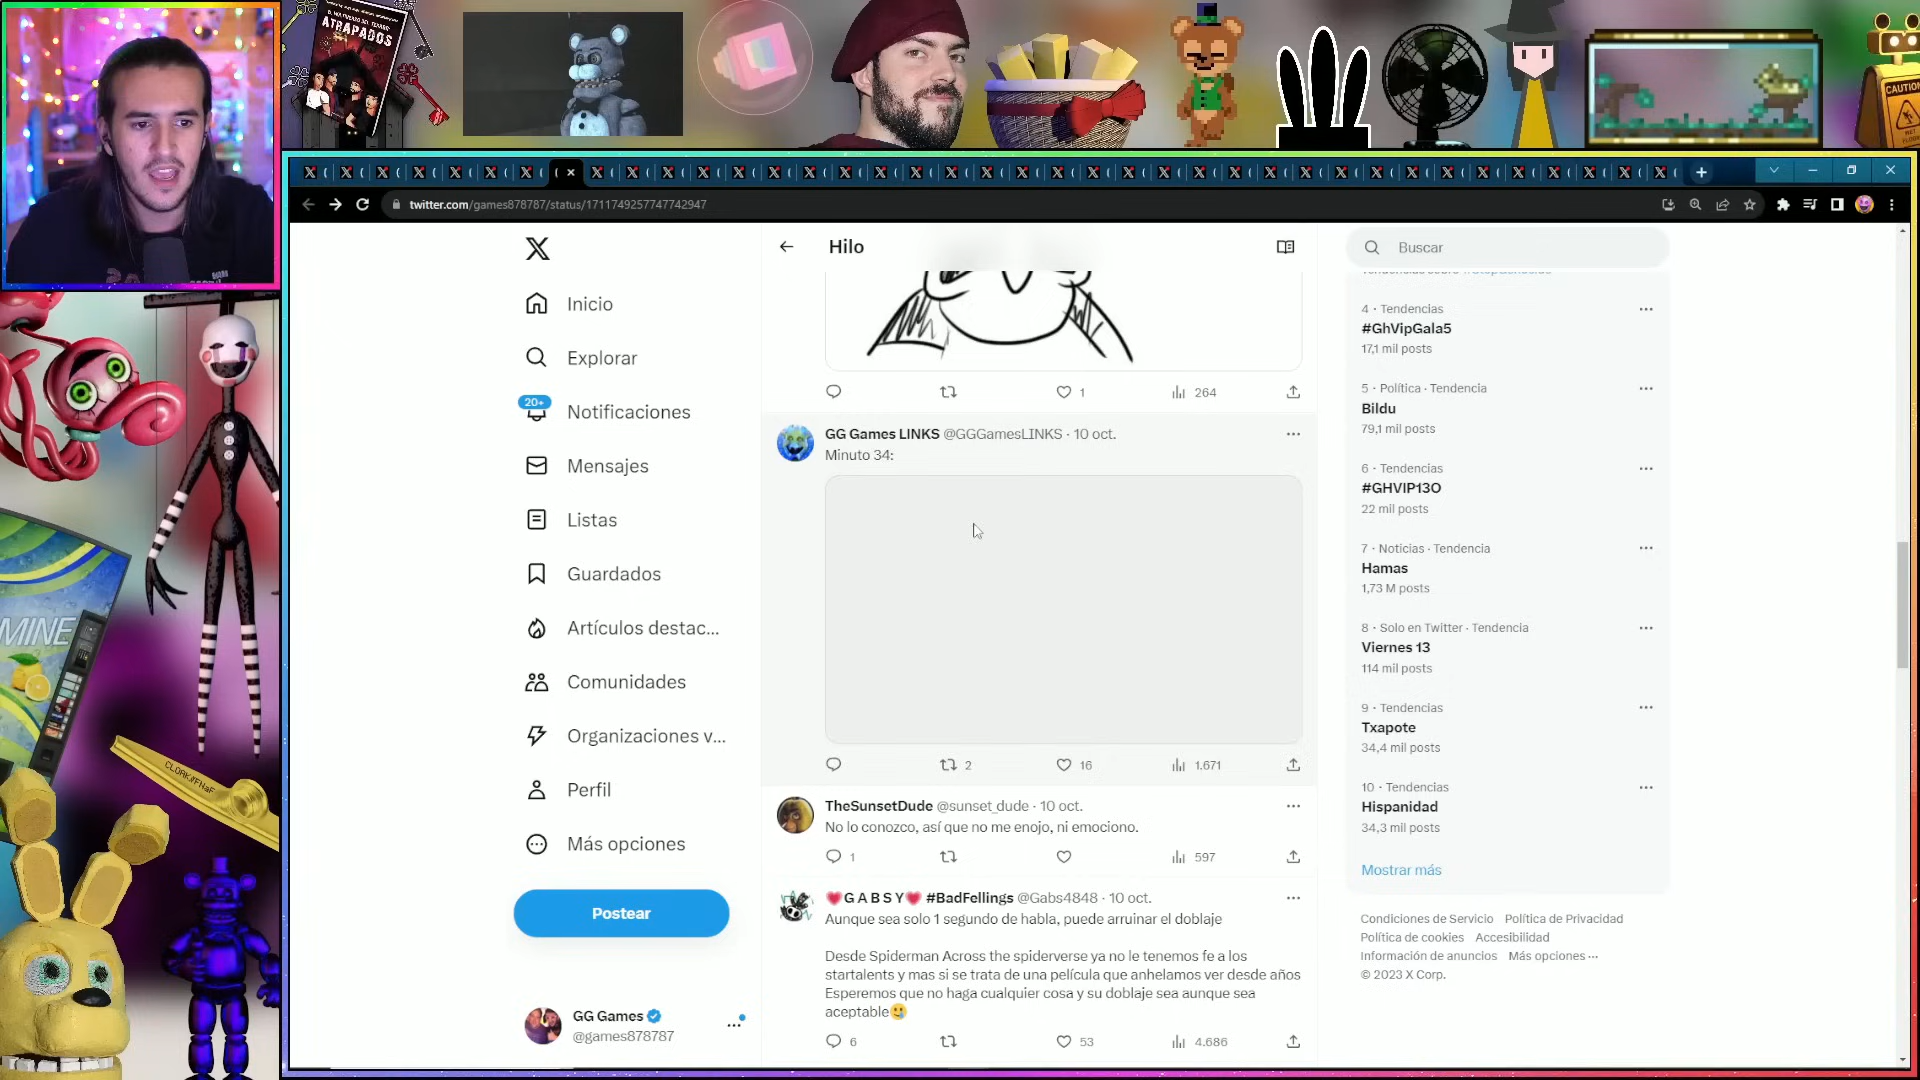 ATRAPADOS
CAUTION
MINE
CLOAK×FNaF
twitter.com/games878787/status/1711749257747742947
Inicio
Explorar
20+
Notificaciones
Mensajes
Listas
Guardados
Artículos destac...
Comunidades
Organizaciones v...
Perfil
Más opciones
Postear
GG Games
@games878787
Hilo
1
264
GG Games LINKS @GGGamesLINKS · 10 oct.
Minuto 34:
2
16
1.671
TheSunsetDude @sunset_dude · 10 oct.
No lo conozco, así que no me enojo, ni emociono.
1
597
💗G A B S Y💗 #BadFellings @Gabs4848 · 10 oct.
Aunque sea solo 1 segundo de habla, puede arruinar el doblaje
Desde Spiderman Across the spiderverse ya no le tenemos fe a los
startalents y mas si se trata de una película que anhelamos ver desde años
Esperemos que no haga cualquier cosa y su doblaje sea aunque sea
aceptable🥲
6
53
4.686
Buscar
4 · Tendencias
#GhVipGala5
17,1 mil posts
5 · Política · Tendencia
Bildu
79,1 mil posts
6 · Tendencias
#GHVIP13O
22 mil posts
7 · Noticias · Tendencia
Hamas
1,73 M posts
8 · Solo en Twitter · Tendencia
Viernes 13
114 mil posts
9 · Tendencias
Txapote
34,4 mil posts
10 · Tendencias
Hispanidad
34,3 mil posts
Mostrar más
Condiciones de Servicio Política de Privacidad
Política de cookies Accesibilidad
Información de anuncios Más opciones ···
© 2023 X Corp.